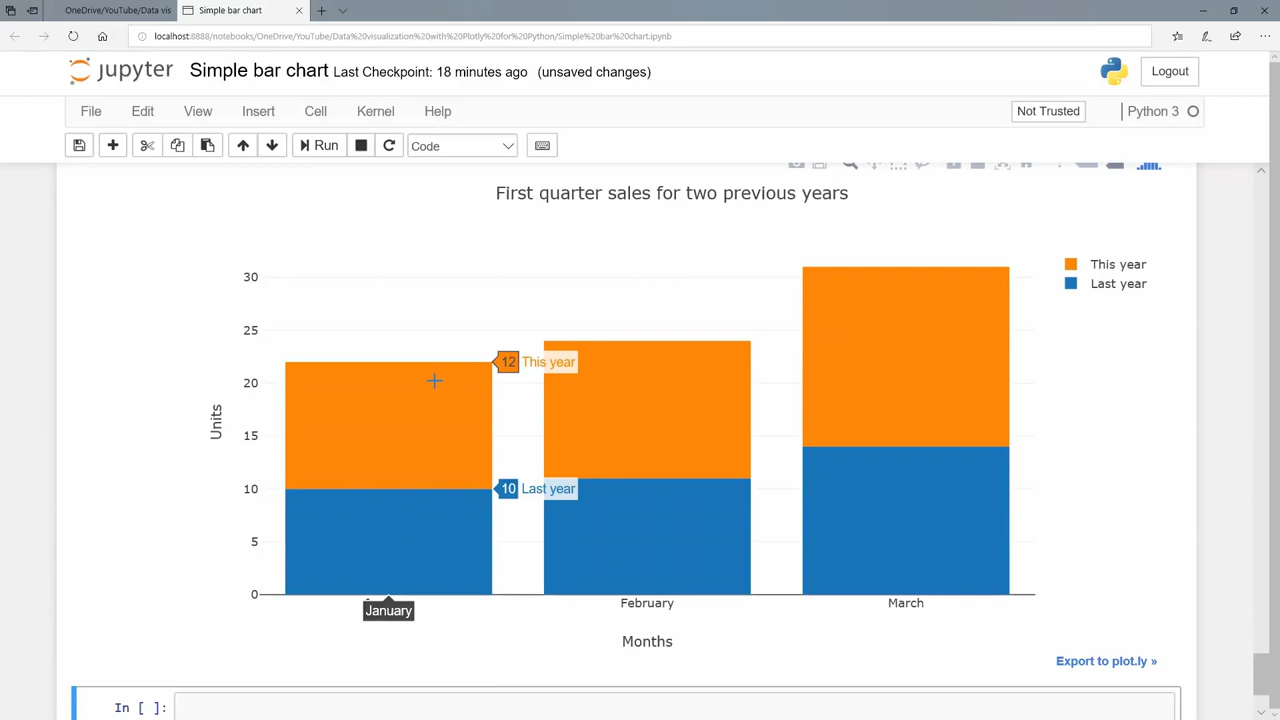 OneDrive/YouTube/Data vis
Simple bar chart
localhost:8888/notebooks/OneDrive/YouTube/Data%20visualization%20with%20Plotly%20for%20Python/Simple%20bar%20chart.ipynb
jupyter Simple bar chart Last Checkpoint: 18 minutes ago (unsaved changes)
Logout
File Edit View Insert Cell Kernel Help
Not Trusted
Python 3
Run
Code
First quarter sales for two previous years
This year
Last year
30
25
20
15
10
5
0
Units
12 This year
10 Last year
January
February
March
Months
Export to plot.ly »
In [ ]: